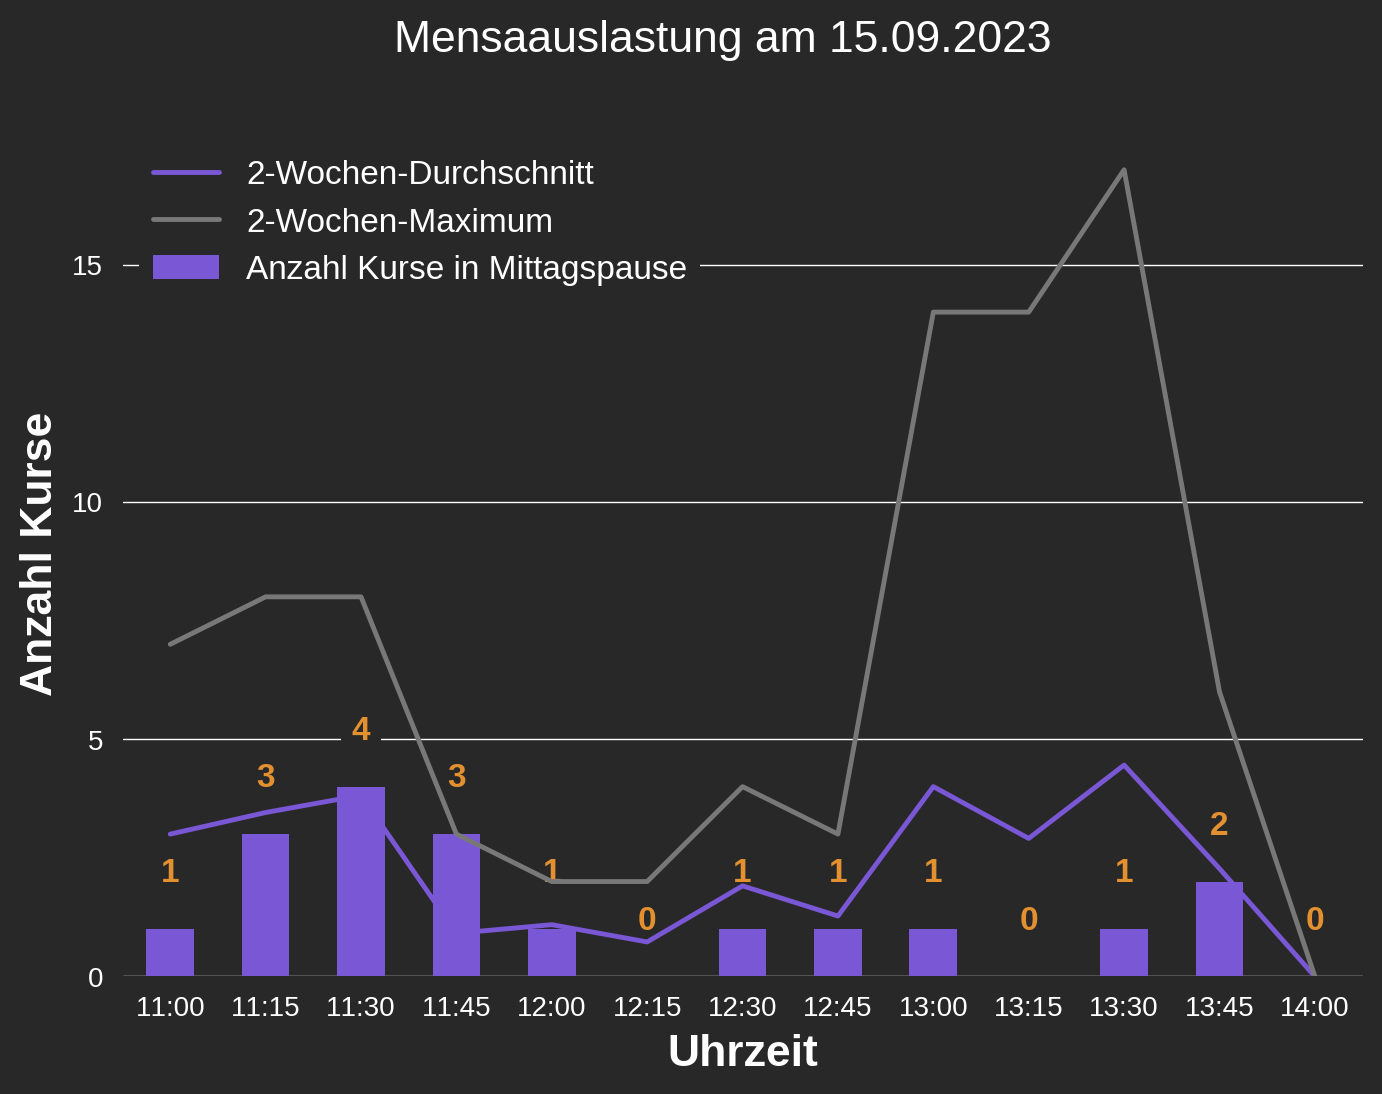 Mensaauslastung am 15.09.2023
2-Wochen-Durchschnitt
2-Wochen-Maximum
Anzahl Kurse in Mittagspause
Anzahl Kurse
15
10
5
0
1
3
4
3
1
0
1
1
1
0
1
2
0
11:00 11:15 11:30 11:45 12:00 12:15 12:30 12:45 13:00 13:15 13:30 13:45 14:00
Uhrzeit